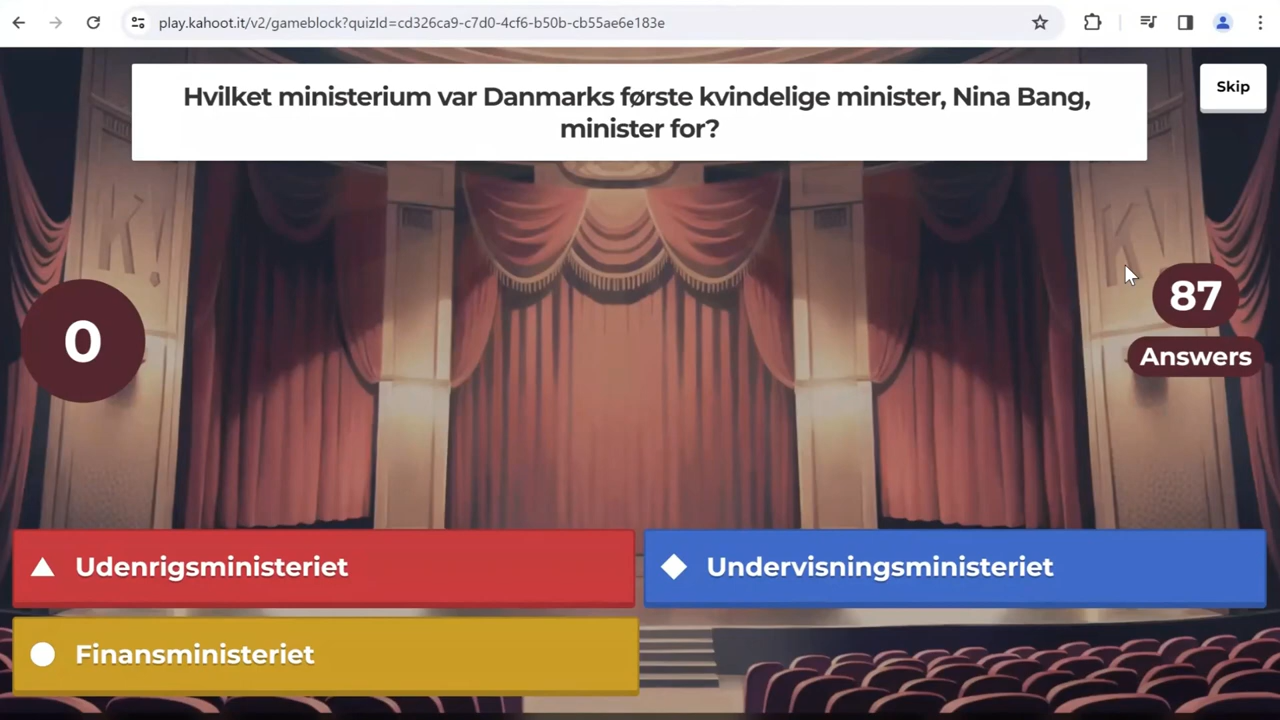 play.kahoot.it/v2/gameblock?quizId=cd326ca9-c7d0-4cf6-b50b-cb55ae6e183e
Hvilket ministerium var Danmarks første kvindelige minister, Nina Bang,
minister for?
Skip
K!
K!
0
87
Answers
Udenrigsministeriet
Undervisningsministeriet
Finansministeriet